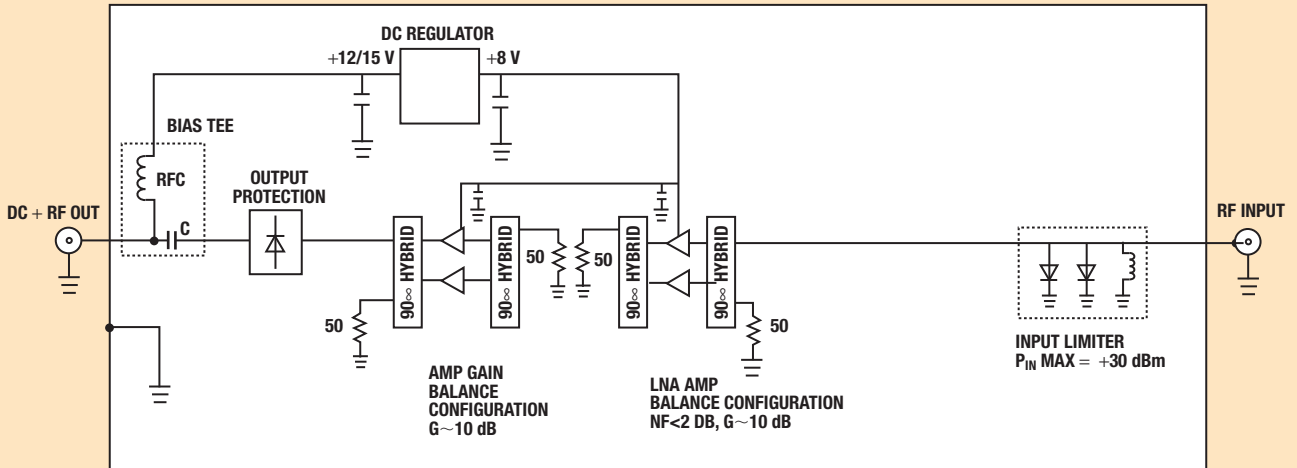 DC REGULATOR
+12/15 V
+8 V
BIAS TEE
RFC
C
OUTPUT
PROTECTION
DC + RF OUT
RF INPUT
90∞ HYBRID
90∞ HYBRID
90∞ HYBRID
90∞ HYBRID
50
50
50
50
INPUT LIMITER
PIN MAX = +30 dBm
AMP GAIN
BALANCE
CONFIGURATION
G~10 dB
LNA AMP
BALANCE CONFIGURATION
NF<2 DB, G~10 dB